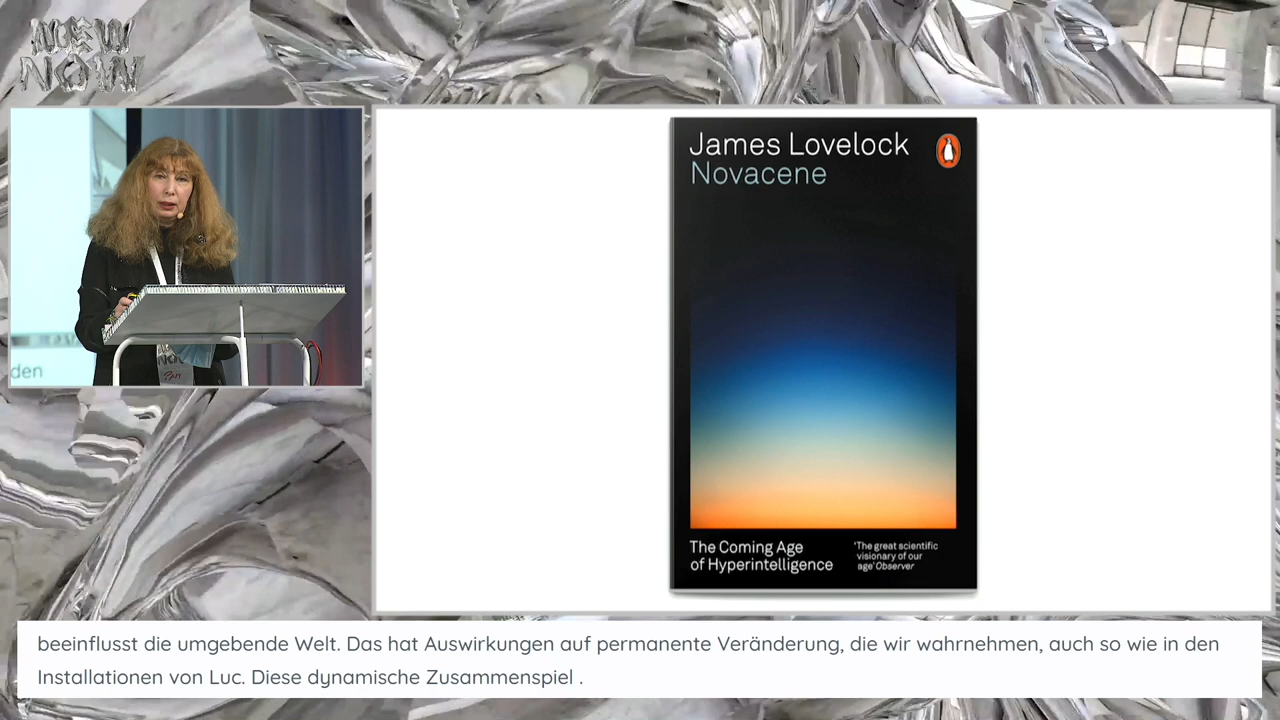 NEW
NOW
James Lovelock
Novacene
The Coming Age
of Hyperintelligence
'The great scientific
visionary of our
age' Observer
den
beeinflusst die umgebende Welt. Das hat Auswirkungen auf permanente Veränderung, die wir wahrnehmen, auch so wie in den
Installationen von Luc. Diese dynamische Zusammenspiel .